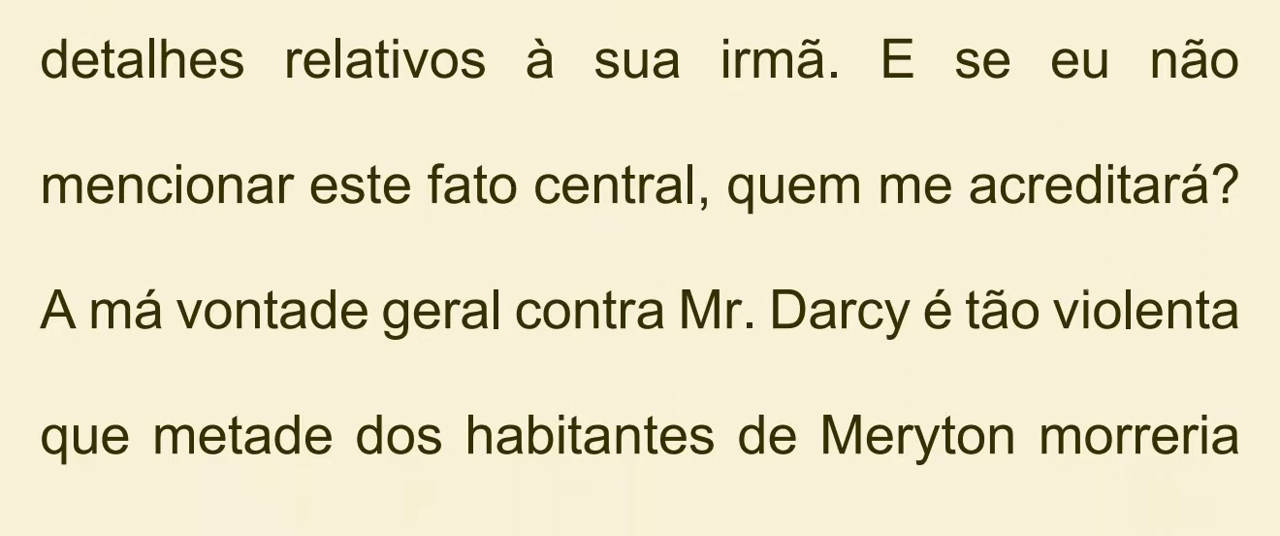 detalhes relativos à sua irmã. E se eu não
mencionar este fato central, quem me acreditará?
A má vontade geral contra Mr. Darcy é tão violenta
que metade dos habitantes de Meryton morreria